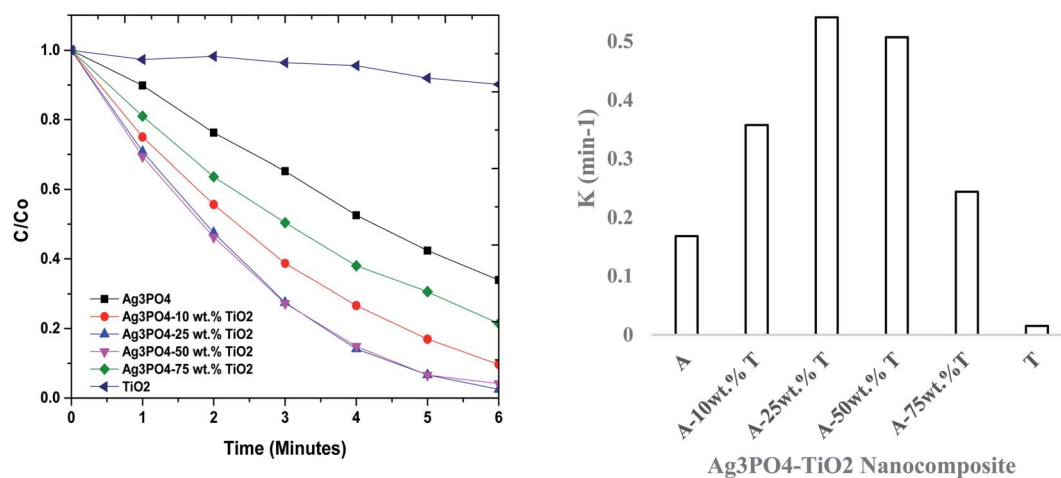 1.0
0.8
0.6
0.4
0.2
0.0
C/Co
Ag3PO4
Ag3PO4-10 wt.% TiO2
Ag3PO4-25 wt.% TiO2
Ag3PO4-50 wt.% TiO2
Ag3PO4-75 wt.% TiO2
TiO2
0 1 2 3 4 5 6
Time (Minutes)
0.5
0.4
0.3
0.2
0.1
0
K (min-1)
A
A-10wt.% T
A-25wt.% T
A-50wt.% T
A-75wt.%T
T
Ag3PO4-TiO2 Nanocomposite